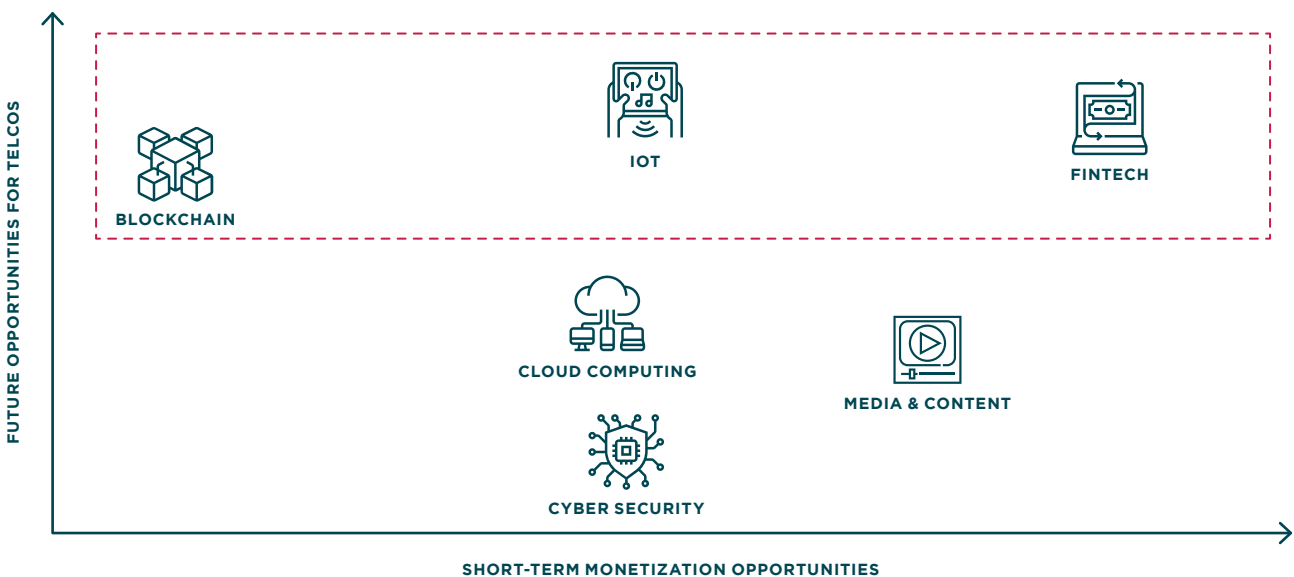 FUTURE OPPORTUNITIES FOR TELCOS
IOT
FINTECH
BLOCKCHAIN
CLOUD COMPUTING
MEDIA & CONTENT
CYBER SECURITY
SHORT-TERM MONETIZATION OPPORTUNITIES